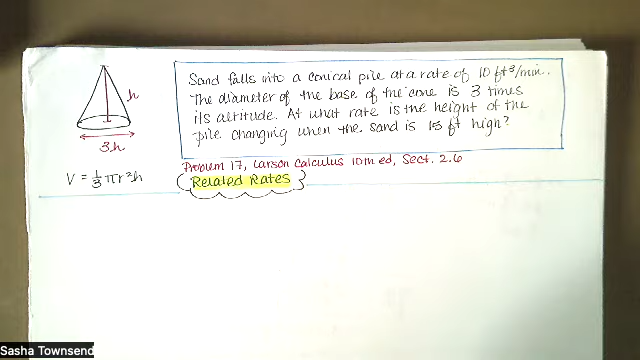 Sand falls into a conical pile at a rate of 10 ft³/min.
The diameter of the base of the cone is 3 times
its altitude. At what rate is the height of the
pile changing when the sand is 15 ft high?
h
3h
Problem 17, Larson Calculus 10th ed, Sect. 2.6
V = 1/3 πr²h
Related Rates
Sasha Townsend